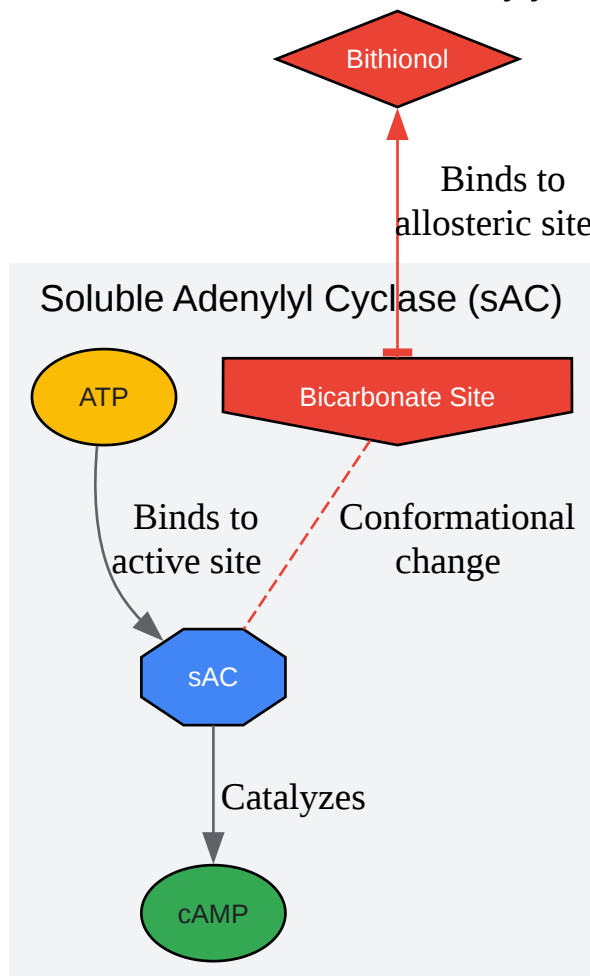 Bithionol
Binds to
allosteric site
Soluble Adenylyl Cyclase (sAC)
ATP
Bicarbonate Site
Binds to
active site
Conformational
change
sAC
Catalyzes
cAMP